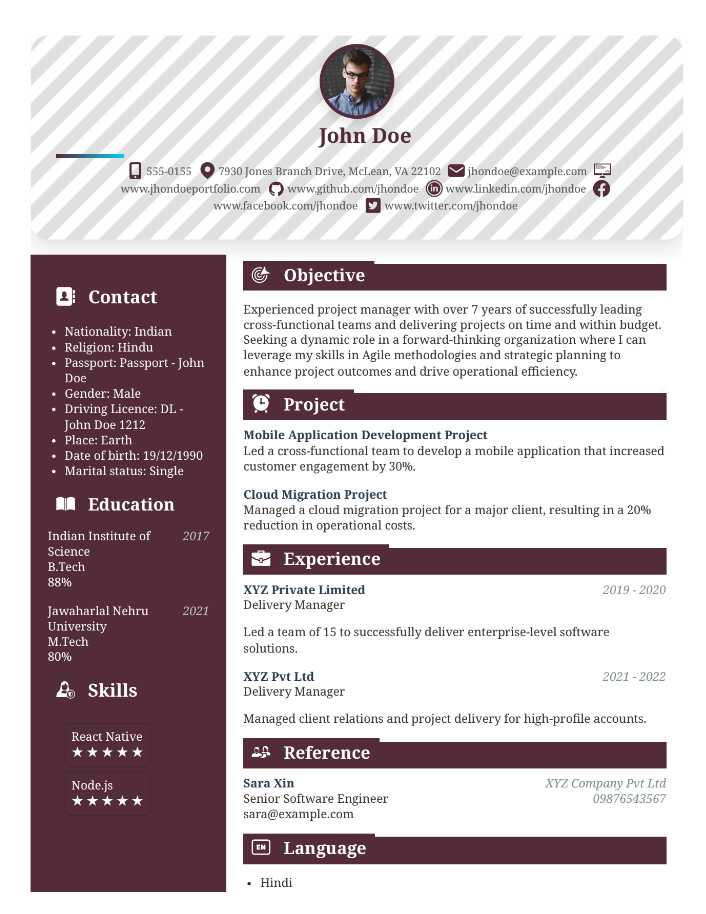 John Doe
555-0155 7930 Jones Branch Drive, McLean, VA 22102 jhondoe@example.com
www.jhondoeportfolio.com www.github.com/jhondoe www.linkedin.com/jhondoe
www.facebook.com/jhondoe www.twitter.com/jhondoe
Contact
• Nationality: Indian
• Religion: Hindu
• Passport: Passport - John
Doe
• Gender: Male
• Driving Licence: DL -
John Doe 1212
• Place: Earth
• Date of birth: 19/12/1990
• Marital status: Single
Education
Indian Institute of 2017
Science
B.Tech
88%
Jawaharlal Nehru 2021
University
M.Tech
80%
Skills
React Native
★★★★★
Node.js
★★★★★
Objective
Experienced project manager with over 7 years of successfully leading
cross-functional teams and delivering projects on time and within budget.
Seeking a dynamic role in a forward-thinking organization where I can
leverage my skills in Agile methodologies and strategic planning to
enhance project outcomes and drive operational efficiency.
Project
Mobile Application Development Project
Led a cross-functional team to develop a mobile application that increased
customer engagement by 30%.
Cloud Migration Project
Managed a cloud migration project for a major client, resulting in a 20%
reduction in operational costs.
Experience
XYZ Private Limited 2019 - 2020
Delivery Manager
Led a team of 15 to successfully deliver enterprise-level software
solutions.
XYZ Pvt Ltd 2021 - 2022
Delivery Manager
Managed client relations and project delivery for high-profile accounts.
Reference
Sara Xin XYZ Company Pvt Ltd
Senior Software Engineer 09876543567
sara@example.com
EN Language
• Hindi